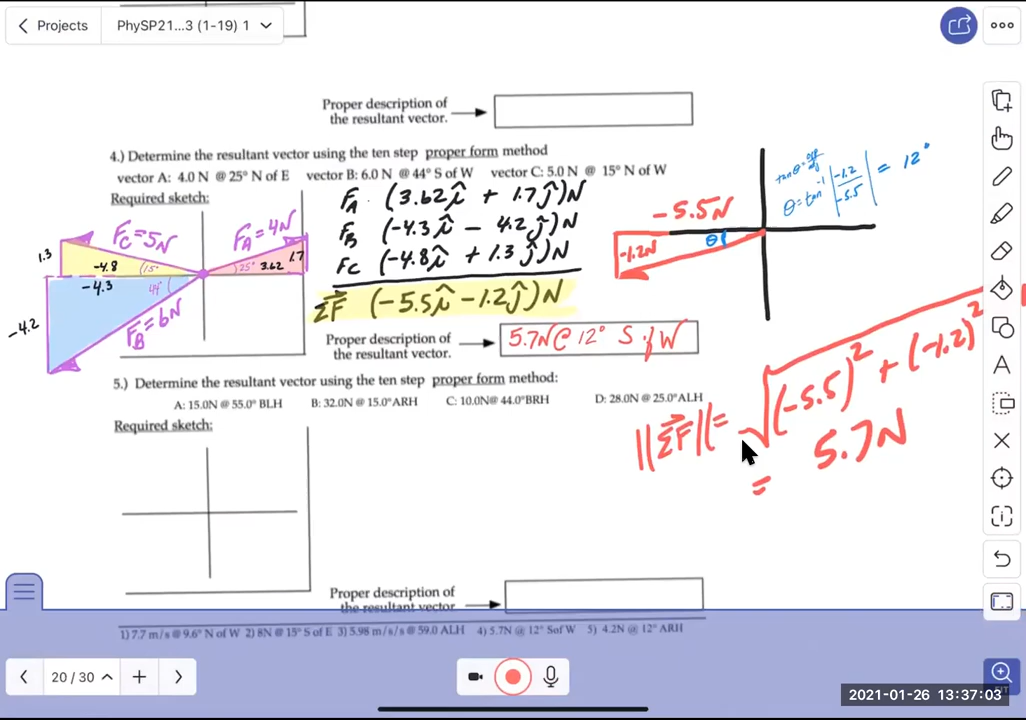 Projects
PhySP21...3 (1-19) 1
Proper description of
the resultant vector.
4.) Determine the resultant vector using the ten step proper form method
vector A: 4.0 N @ 25° N of E vector B: 6.0 N @ 44° S of W vector C: 5.0 N @ 15° N of W
Required sketch:
FC=5N
FA=4N
1.3
-4.8
15°
25°
3.62
1.7
-4.3
44°
-4.2
FB=6N
FA (3.62î + 1.7ĵ)N
FB (-4.3î - 4.2ĵ)N
FC (-4.8î + 1.3ĵ)N
ΣF (-5.5î -1.2ĵ)N
Proper description of
the resultant vector.
5.7N@ 12° S of W
-5.5N
-1.2N
θ
tanθ= opp/adj
θ=tan⁻¹ |-1.2/-5.5| = 12°
||ΣF||= √(-5.5)² + (-1.2)²
= 5.7N
5.) Determine the resultant vector using the ten step proper form method:
A: 15.0N @ 55.0° BLH B: 32.0N @ 15.0°ARH C: 10.0N@ 44.0°BRH D: 28.0N @ 25.0°ALH
Required sketch:
Proper description of
the resultant vector
1) 7.7 m/s @ 9.6° N of W 2) 8N @ 15° S of E 3) 5.98 m/s/s @ 59.0 ALH 4) 5.7N @ 12° Sof W 5) 4.2N @ 12° ARH
20 / 30
2021-01-26 13:37:03